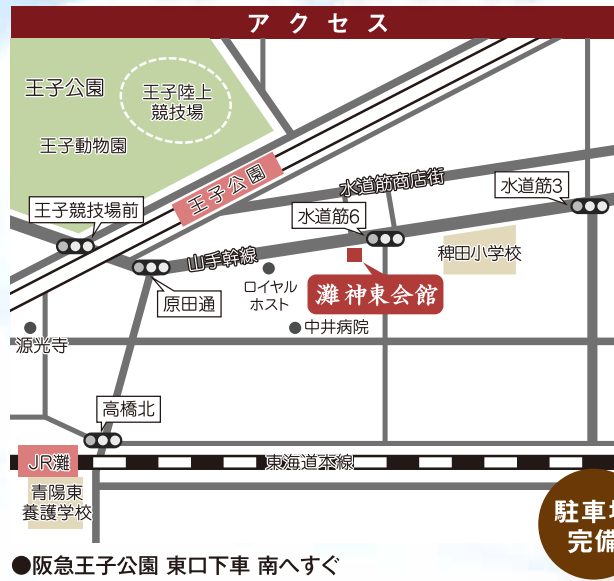 アクセス
王子公園
王子陸上
競技場
王子動物園
王子公園
水道筋商店街
水道筋3
王子競技場前
水道筋6
山手幹線
稗田小学校
ロイヤル
ホスト
灘神東会館
原田通
中井病院
源光寺
高橋北
JR灘
東海道本線
青陽東
養護学校
駐車場
完備
●阪急王子公園 東口下車 南へすぐ